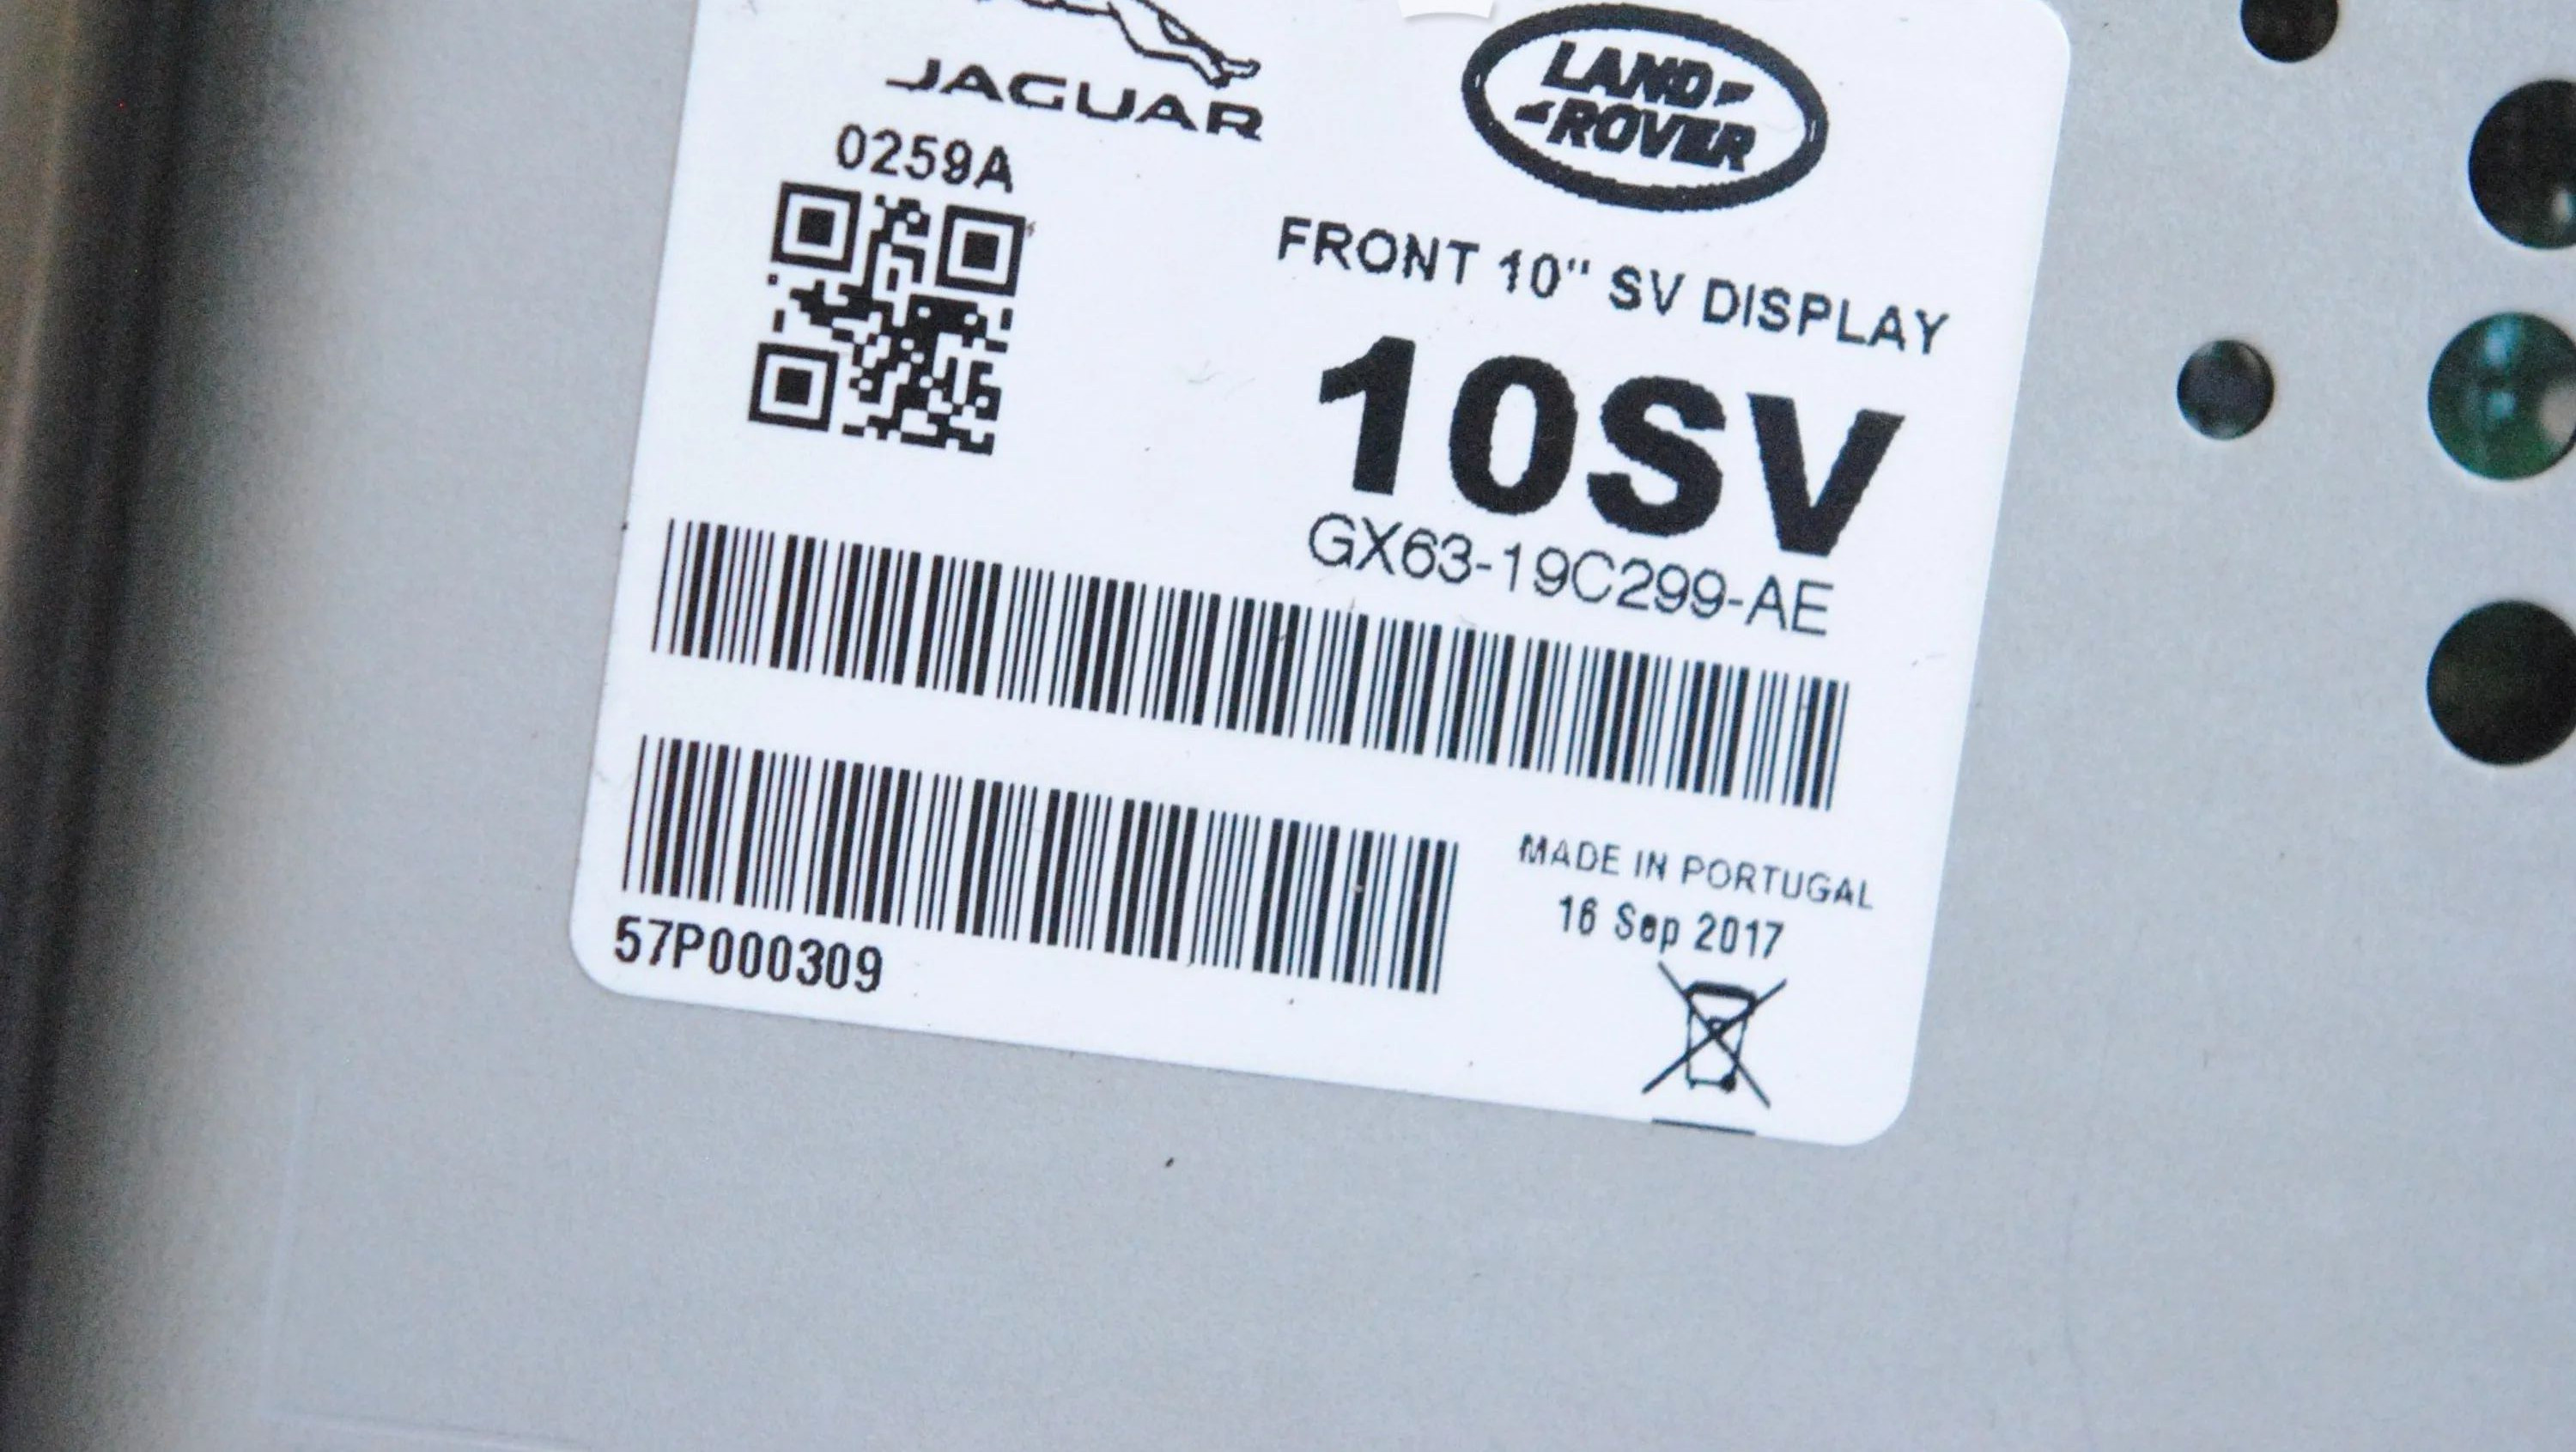 JAGUAR
LAND
ROVER
0259A
FRONT 10" SV DISPLAY
10SV
GX63-19C299-AE
MADE IN PORTUGAL
16 Sep 2017
57P000309